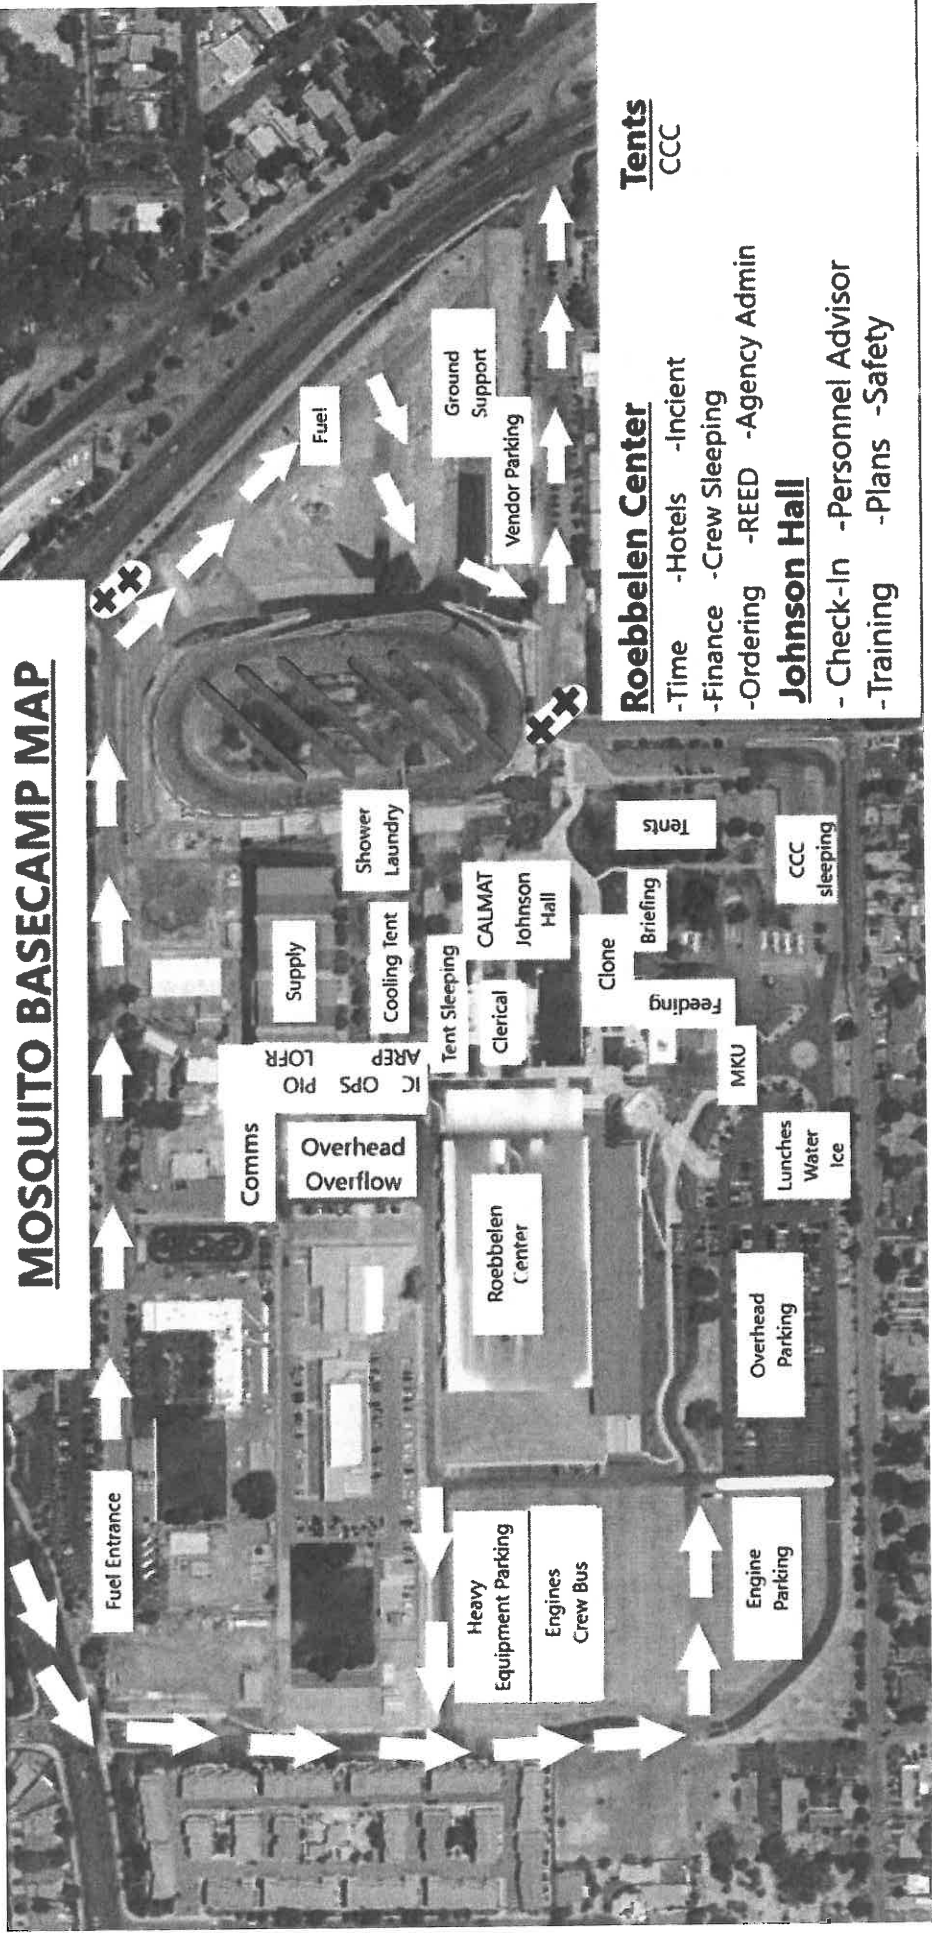 MOSQUITO BASECAMP MAP
Fuel Entrance
Fuel
Ground
Support
Vendor Parking
Supply
Shower
Laundry
Cooling Tent
Comms
LOFR
AREP
PIO
OPS
IC
Overhead
Overflow
Tent Sleeping
Clerical
CALMAT
Johnson
Hall
Clone
Briefing
Feeding
Tents
CCC
sleeping
MKU
Lunches
Water
Ice
Roebbelen
Center
Overhead
Parking
Heavy
Equipment Parking
Engines
Crew Bus
Engine
Parking
Roebbelen Center
-Time -Hotels -Incient
-Finance -Crew Sleeping
-Ordering -REED -Agency Admin
Johnson Hall
- Check-In -Personnel Advisor
-Training -Plans -Safety
Tents
CCC